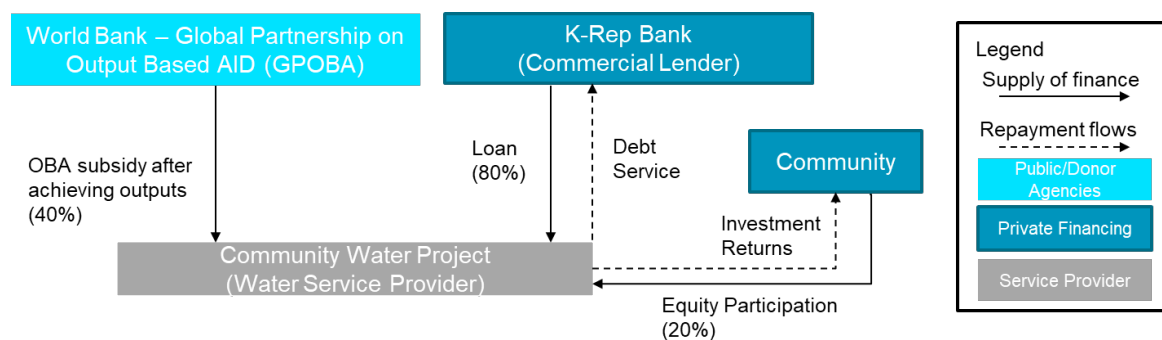 World Bank – Global Partnership on
Output Based AID (GPOBA)
K-Rep Bank
(Commercial Lender)
OBA subsidy after
achieving outputs
(40%)
Loan
(80%)
Debt
Service
Community
Investment
Returns
Community Water Project
(Water Service Provider)
Equity Participation
(20%)
Legend
Supply of finance
Repayment flows
Public/Donor
Agencies
Private Financing
Service Provider